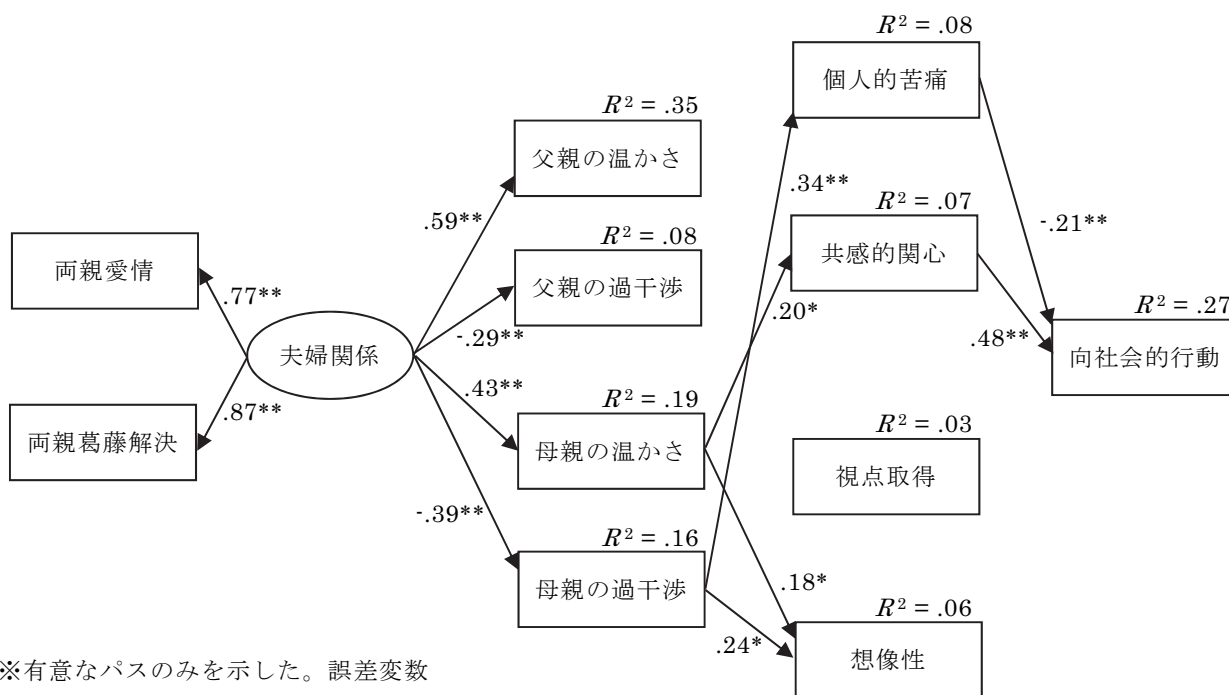 R² = .08
個人的苦痛
R² = .35
父親の温かさ
.34**
.59**
R² = .07
共感的関心
-.21**
R² = .08
父親の過干渉
両親愛情
.77**
-.29**
.20*
R² = .27
.48**
向社会的行動
夫婦関係
.43**
.87**
R² = .19
母親の温かさ
R² = .03
視点取得
両親葛藤解決
-.39**
R² = .16
母親の過干渉
.18*
R² = .06
.24*
想像性
※有意なパスのみを示した。誤差変数